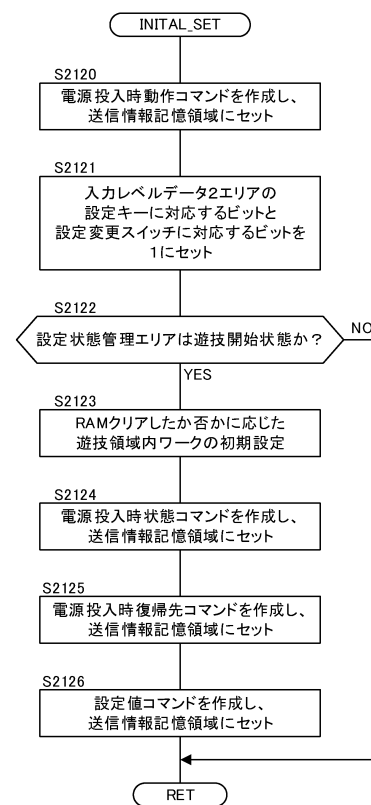 INITAL_SET
S2120
電源投入時動作コマンドを作成し、
送信情報記憶領域にセット
S2121
入力レベルデータ2エリアの
設定キーに対応するビットと
設定変更スイッチに対応するビットを
1にセット
S2122
設定状態管理エリアは遊技開始状態か?
NO
YES
S2123
RAMクリアしたか否かに応じた
遊技領域内ワークの初期設定
S2124
電源投入時状態コマンドを作成し、
送信情報記憶領域にセット
S2125
電源投入時復帰先コマンドを作成し、
送信情報記憶領域にセット
S2126
設定値コマンドを作成し、
送信情報記憶領域にセット
RET